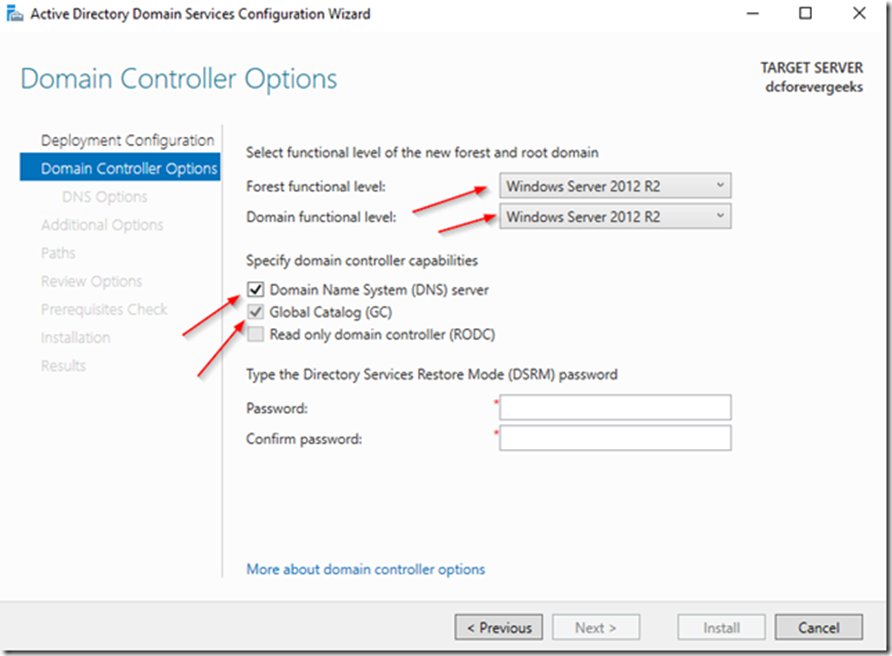 Active Directory Domain Services Configuration Wizard
Domain Controller Options
TARGET SERVER
dcforevergeeks
Deployment Configuration
Domain Controller Options
DNS Options
Additional Options
Paths
Review Options
Prerequisites Check
Installation
Results
Select functional level of the new forest and root domain
Forest functional level: Windows Server 2012 R2
Domain functional level: Windows Server 2012 R2
Specify domain controller capabilities
Domain Name System (DNS) server
Global Catalog (GC)
Read only domain controller (RODC)
Type the Directory Services Restore Mode (DSRM) password
Password: *
Confirm password: *
More about domain controller options
< Previous Next > Install Cancel